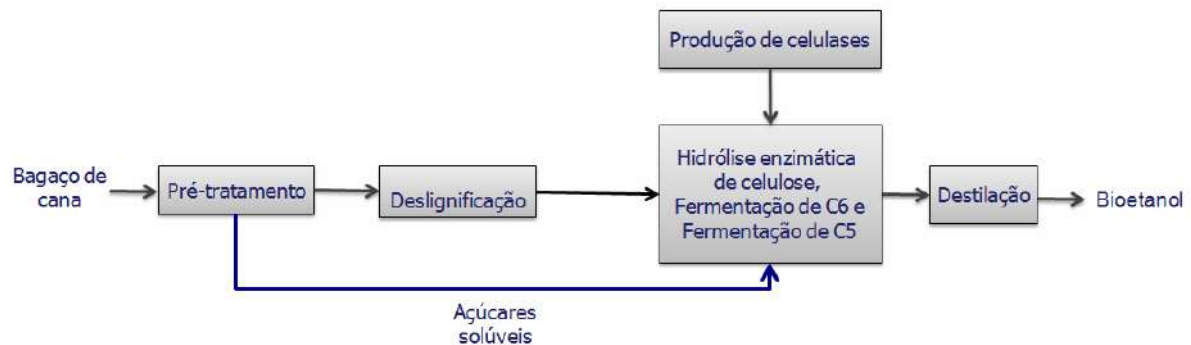 Produção de celulases
Bagaço de
cana
Pré-tratamento
Deslignificação
Hidrólise enzimática
de celulose,
Fermentação de C6 e
Fermentação de C5
Destilação
Bioetanol
Açúcares
solúveis